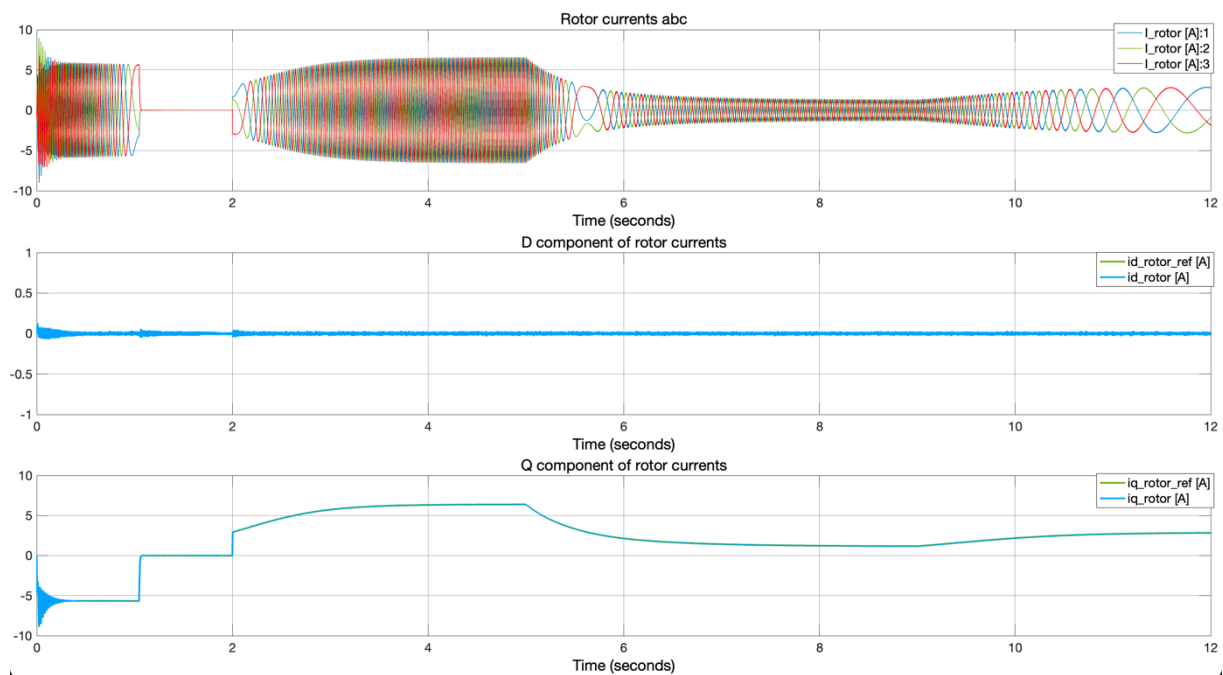 Rotor currents abc
10
5
0
-5
-10
I_rotor [A]:1
I_rotor [A]:2
I_rotor [A]:3
0
2
4
6
8
10
12
Time (seconds)
D component of rotor currents
1
0.5
0
-0.5
-1
id_rotor_ref [A]
id_rotor [A]
0
2
4
6
8
10
12
Time (seconds)
Q component of rotor currents
10
5
0
-5
-10
iq_rotor_ref [A]
iq_rotor [A]
0
2
4
6
8
10
12
Time (seconds)